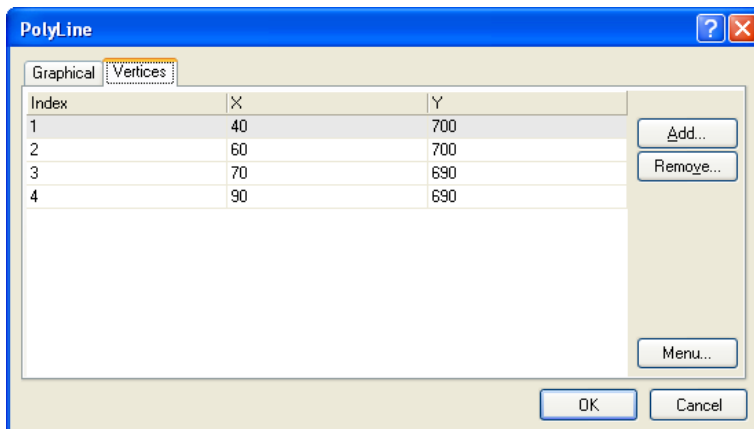 PolyLine
Graphical Vertices
Index X Y
1 40 700
2 60 700
3 70 690
4 90 690
Add...
Remove...
Menu...
OK Cancel